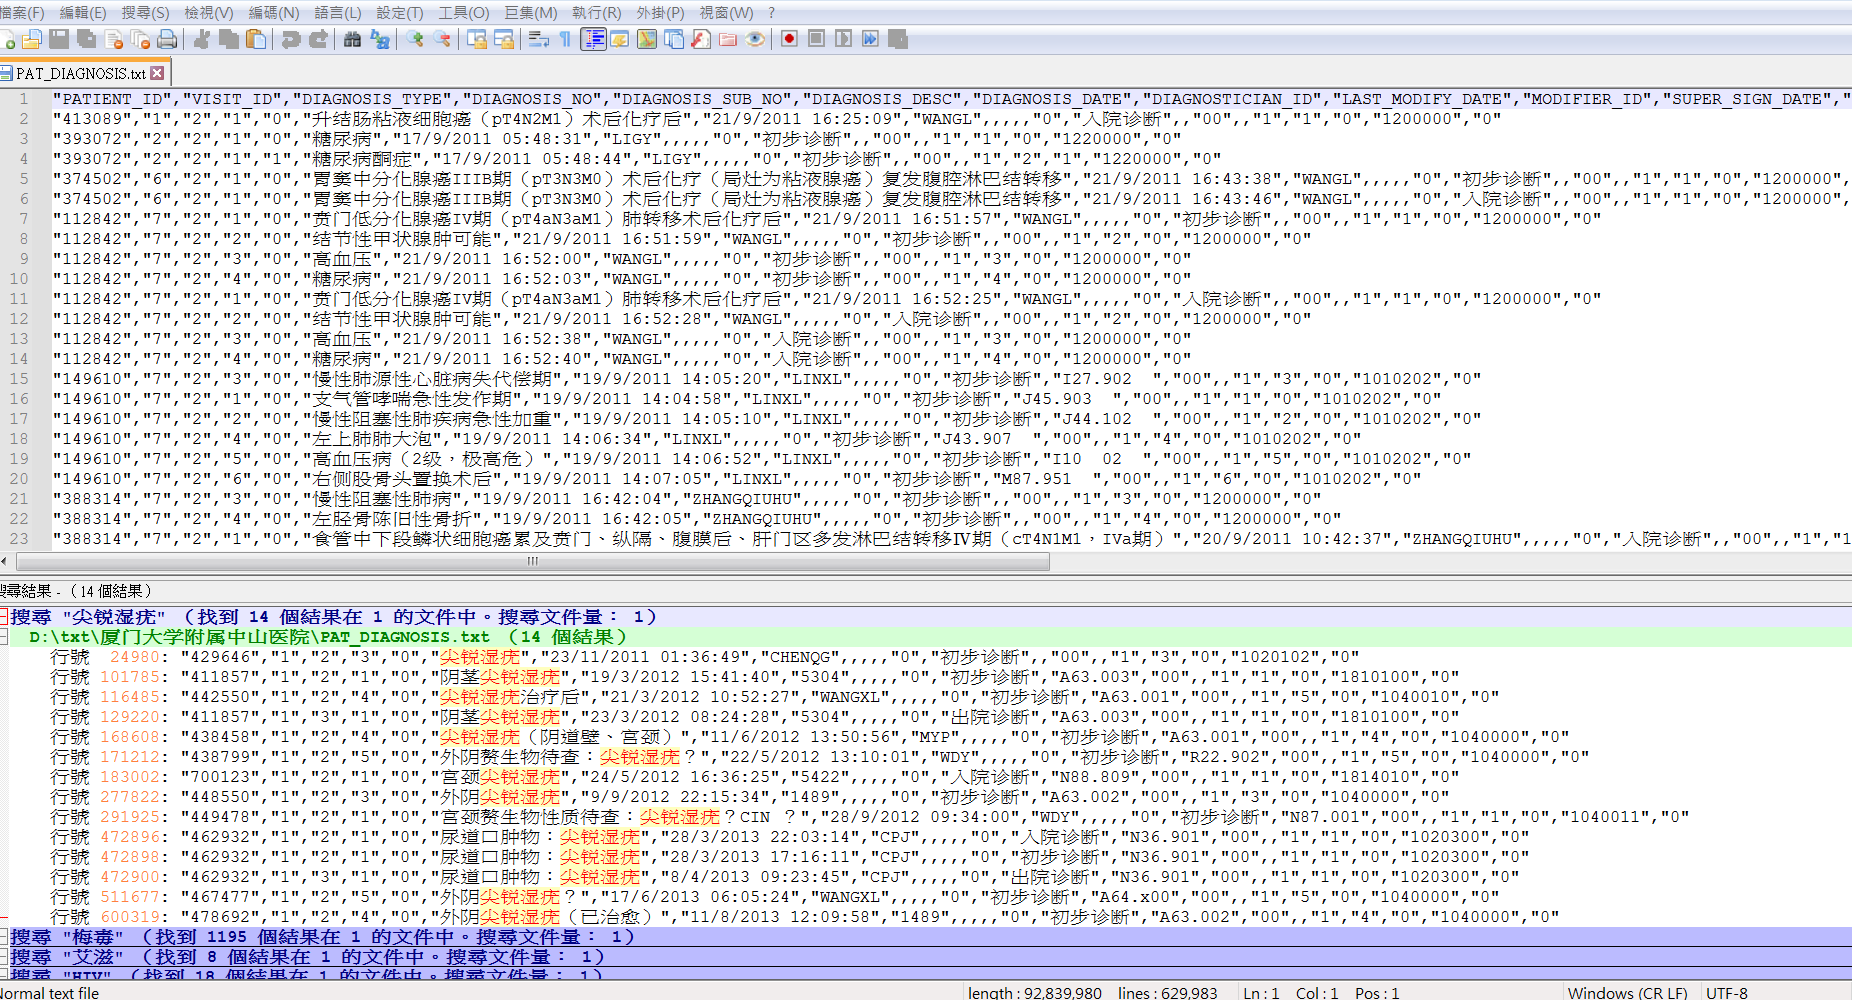 檔案(F) 編輯(E) 搜尋(S) 檢視(V) 編碼(N) 語言(L) 設定(T) 工具(O) 巨集(M) 執行(R) 外掛(P) 視窗(W) ?
PAT_DIAGNOSIS.txt
1 "PATIENT_ID","VISIT_ID","DIAGNOSIS_TYPE","DIAGNOSIS_NO","DIAGNOSIS_SUB_NO","DIAGNOSIS_DESC","DIAGNOSIS_DATE","DIAGNOSTICIAN_ID","LAST_MODIFY_DATE","MODIFIER_ID","SUPER_SIGN_DATE","
2 "413089","1","2","1","0","升结肠粘液细胞癌（pT4N2M1）术后化疗后","21/9/2011 16:25:09","WANGL",,,,,"0","入院诊断",,"00",,"1","1","0","1200000","0"
3 "393072","2","2","1","0","糖尿病","17/9/2011 05:48:31","LIGY",,,,,"0","初步诊断",,"00",,"1","1","0","1220000","0"
4 "393072","2","2","1","1","糖尿病酮症","17/9/2011 05:48:44","LIGY",,,,,"0","初步诊断",,"00",,"1","2","1","1220000","0"
5 "374502","6","2","1","0","胃窦中分化腺癌IIIB期（pT3N3M0）术后化疗（局灶为粘液腺癌）复发腹腔淋巴结转移","21/9/2011 16:43:38","WANGL",,,,,"0","初步诊断",,"00",,"1","1","0","1200000",
6 "374502","6","2","1","0","胃窦中分化腺癌IIIB期（pT3N3M0）术后化疗（局灶为粘液腺癌）复发腹腔淋巴结转移","21/9/2011 16:43:46","WANGL",,,,,"0","入院诊断",,"00",,"1","1","0","1200000",
7 "112842","7","2","1","0","贲门低分化腺癌IV期（pT4aN3aM1）肺转移术后化疗后","21/9/2011 16:51:57","WANGL",,,,,"0","初步诊断",,"00",,"1","1","0","1200000","0"
8 "112842","7","2","2","0","结节性甲状腺肿可能","21/9/2011 16:51:59","WANGL",,,,,"0","初步诊断",,"00",,"1","2","0","1200000","0"
9 "112842","7","2","3","0","高血压","21/9/2011 16:52:00","WANGL",,,,,"0","初步诊断",,"00",,"1","3","0","1200000","0"
10 "112842","7","2","4","0","糖尿病","21/9/2011 16:52:03","WANGL",,,,,"0","初步诊断",,"00",,"1","4","0","1200000","0"
11 "112842","7","2","1","0","贲门低分化腺癌IV期（pT4aN3aM1）肺转移术后化疗后","21/9/2011 16:52:25","WANGL",,,,,"0","入院诊断",,"00",,"1","1","0","1200000","0"
12 "112842","7","2","2","0","结节性甲状腺肿可能","21/9/2011 16:52:28","WANGL",,,,,"0","入院诊断",,"00",,"1","2","0","1200000","0"
13 "112842","7","2","3","0","高血压","21/9/2011 16:52:38","WANGL",,,,,"0","入院诊断",,"00",,"1","3","0","1200000","0"
14 "112842","7","2","4","0","糖尿病","21/9/2011 16:52:40","WANGL",,,,,"0","入院诊断",,"00",,"1","4","0","1200000","0"
15 "149610","7","2","3","0","慢性肺源性心脏病失代偿期","19/9/2011 14:05:20","LINXL",,,,,"0","初步诊断","I27.902  ","00",,"1","3","0","1010202","0"
16 "149610","7","2","1","0","支气管哮喘急性发作期","19/9/2011 14:04:58","LINXL",,,,,"0","初步诊断","J45.903  ","00",,"1","1","0","1010202","0"
17 "149610","7","2","2","0","慢性阻塞性肺疾病急性加重","19/9/2011 14:05:10","LINXL",,,,,"0","初步诊断","J44.102  ","00",,"1","2","0","1010202","0"
18 "149610","7","2","4","0","左上肺肺大泡","19/9/2011 14:06:34","LINXL",,,,,"0","初步诊断","J43.907  ","00",,"1","4","0","1010202","0"
19 "149610","7","2","5","0","高血压病（2级，极高危）","19/9/2011 14:06:52","LINXL",,,,,"0","初步诊断","I10  02  ","00",,"1","5","0","1010202","0"
20 "149610","7","2","6","0","右侧股骨头置换术后","19/9/2011 14:07:05","LINXL",,,,,"0","初步诊断","M87.951  ","00",,"1","6","0","1010202","0"
21 "388314","7","2","3","0","慢性阻塞性肺病","19/9/2011 16:42:04","ZHANGQIUHU",,,,,"0","初步诊断",,"00",,"1","3","0","1200000","0"
22 "388314","7","2","4","0","左胫骨陈旧性骨折","19/9/2011 16:42:05","ZHANGQIUHU",,,,,"0","初步诊断",,"00",,"1","4","0","1200000","0"
23 "388314","7","2","1","0","食管中下段鳞状细胞癌累及贲门、纵隔、腹膜后、肝门区多发淋巴结转移Ⅳ期（cT4N1M1，IVa期）","20/9/2011 10:42:37","ZHANGQIUHU",,,,,"0","入院诊断",,"00",,"1","1
搜尋結果 - （14 個結果）
搜尋 "尖锐湿疣" （找到 14 個結果在 1 的文件中。搜尋文件量： 1）
D:\txt\厦门大学附属中山医院\PAT_DIAGNOSIS.txt （14 個結果）
行號 24980: "429646","1","2","3","0","尖锐湿疣","23/11/2011 01:36:49","CHENQG",,,,,"0","初步诊断",,"00",,"1","3","0","1020102","0"
行號 101785: "411857","1","2","1","0","阴茎尖锐湿疣","19/3/2012 15:41:40","5304",,,,,"0","初步诊断","A63.003","00",,"1","1","0","1810100","0"
行號 116485: "442550","1","2","4","0","尖锐湿疣治疗后","21/3/2012 10:52:27","WANGXL",,,,,"0","初步诊断","A63.001","00",,"1","5","0","1040010","0"
行號 129220: "411857","1","3","1","0","阴茎尖锐湿疣","23/3/2012 08:24:28","5304",,,,,"0","出院诊断","A63.003","00",,"1","1","0","1810100","0"
行號 168608: "438458","1","2","4","0","尖锐湿疣（阴道壁、宫颈）","11/6/2012 13:50:56","MYP",,,,,"0","初步诊断","A63.001","00",,"1","4","0","1040000","0"
行號 171212: "438799","1","2","5","0","外阴赘生物待查：尖锐湿疣？","22/5/2012 13:10:01","WDY",,,,,"0","初步诊断","R22.902","00",,"1","5","0","1040000","0"
行號 183002: "700123","1","2","1","0","宫颈尖锐湿疣","24/5/2012 16:36:25","5422",,,,,"0","入院诊断","N88.809","00",,"1","1","0","1814010","0"
行號 277822: "448550","1","2","3","0","外阴尖锐湿疣","9/9/2012 22:15:34","1489",,,,,"0","初步诊断","A63.002","00",,"1","3","0","1040000","0"
行號 291925: "449478","1","2","1","0","宫颈赘生物性质待查：尖锐湿疣？CIN ？","28/9/2012 09:34:00","WDY",,,,,"0","初步诊断","N87.001","00",,"1","1","0","1040011","0"
行號 472896: "462932","1","2","1","0","尿道口肿物：尖锐湿疣","28/3/2013 22:03:14","CPJ",,,,,"0","入院诊断","N36.901","00",,"1","1","0","1020300","0"
行號 472898: "462932","1","2","1","0","尿道口肿物：尖锐湿疣","28/3/2013 17:16:11","CPJ",,,,,"0","初步诊断","N36.901","00",,"1","1","0","1020300","0"
行號 472900: "462932","1","3","1","0","尿道口肿物：尖锐湿疣","8/4/2013 09:23:45","CPJ",,,,,"0","出院诊断","N36.901","00",,"1","1","0","1020300","0"
行號 511677: "467477","1","2","5","0","外阴尖锐湿疣？","17/6/2013 06:05:24","WANGXL",,,,,"0","初步诊断","A64.x00","00",,"1","5","0","1040000","0"
行號 600319: "478692","1","2","4","0","外阴尖锐湿疣（已治愈）","11/8/2013 12:09:58","1489",,,,,"0","初步诊断","A63.002","00",,"1","4","0","1040000","0"
搜尋 "梅毒" （找到 1195 個結果在 1 的文件中。搜尋文件量： 1）
搜尋 "艾滋" （找到 8 個結果在 1 的文件中。搜尋文件量： 1）
搜尋 "HIV" （找到 18 個結果在 1 的文件中。搜尋文件量： 1）
Normal text file length : 92,839,980 lines : 629,983 Ln : 1 Col : 1 Pos : 1 Windows (CR LF) UTF-8